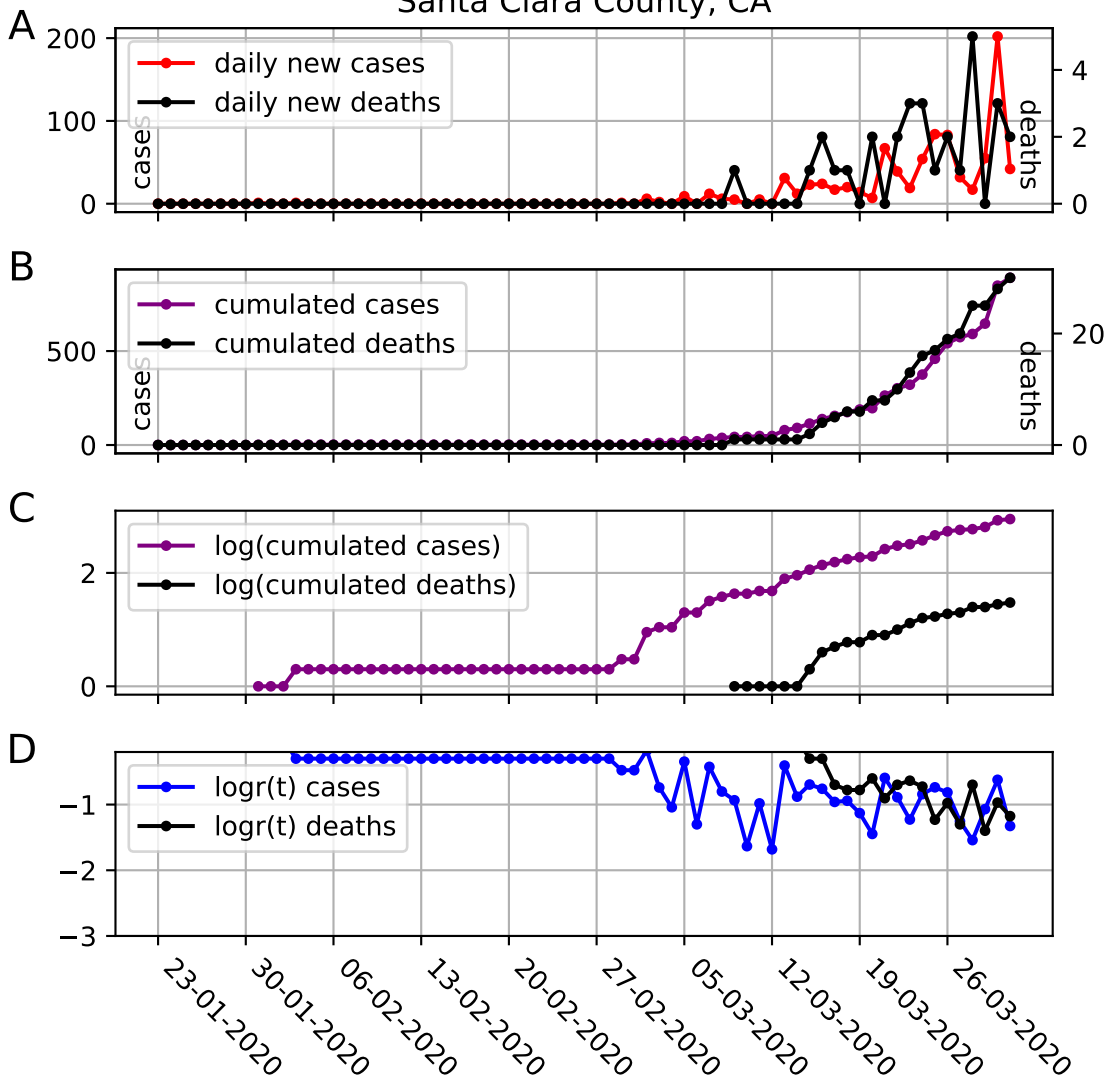 Santa Clara County, CA
A
200
100
0
cases
daily new cases
daily new deaths
4
2
0
deaths
B
500
0
cases
cumulated cases
cumulated deaths
20
0
deaths
C
2
0
log(cumulated cases)
log(cumulated deaths)
D
−1
−2
−3
logr(t) cases
logr(t) deaths
23-01-2020
30-01-2020
06-02-2020
13-02-2020
20-02-2020
27-02-2020
05-03-2020
12-03-2020
19-03-2020
26-03-2020